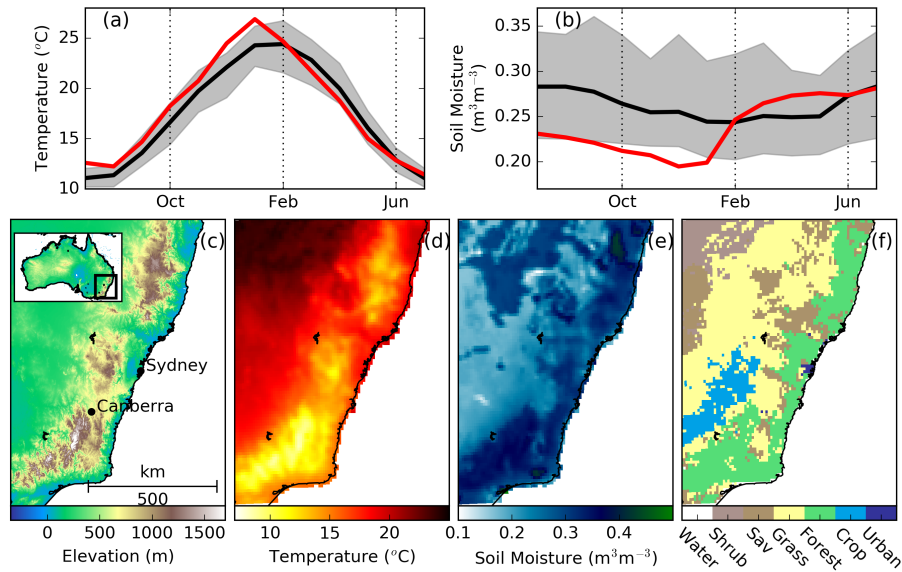 (a)
25
20
15
10
Temperature (°C)
Oct
Feb
Jun
(b)
0.35
0.30
0.25
0.20
Soil Moisture
(m³m⁻³)
Oct
Feb
Jun
(c)
Sydney
Canberra
km
500
0
500
1000
1500
Elevation (m)
(d)
10
15
20
Temperature (°C)
(e)
0.1
0.2
0.3
0.4
Soil Moisture (m³m⁻³)
(f)
Water
Shrub
Sav
Grass
Forest
Crop
Urban